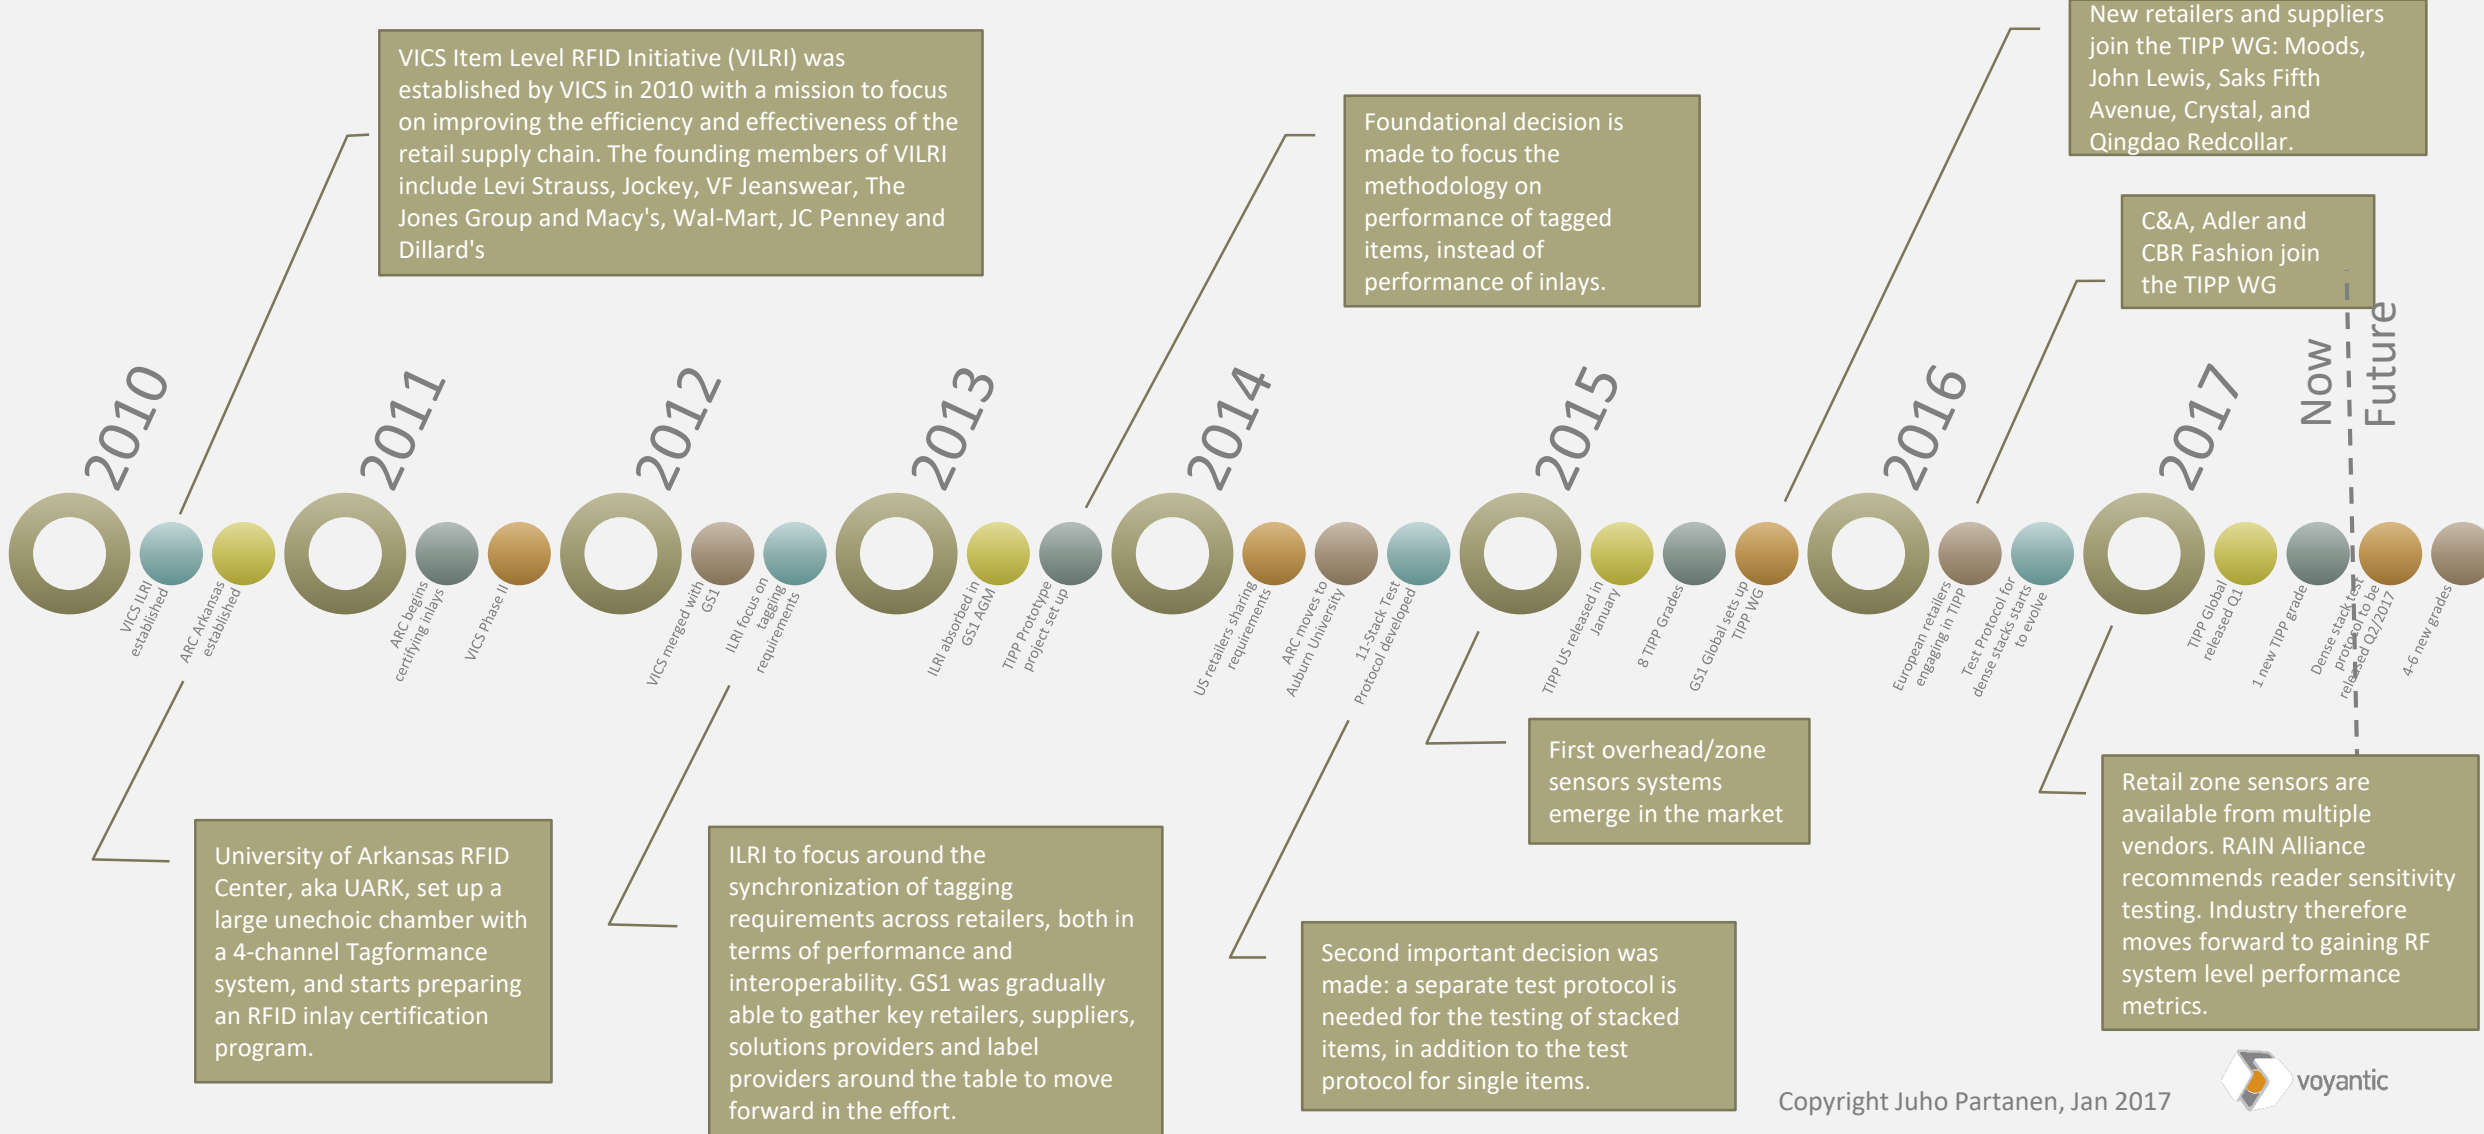 VICS Item Level RFID Initiative (VILRI) was
established by VICS in 2010 with a mission to focus
on improving the efficiency and effectiveness of the
retail supply chain. The founding members of VILRI
include Levi Strauss, Jockey, VF Jeanswear, The
Jones Group and Macy's, Wal-Mart, JC Penney and
Dillard's
Foundational decision is
made to focus the
methodology on
performance of tagged
items, instead of
performance of inlays.
New retailers and suppliers
join the TIPP WG: Moods,
John Lewis, Saks Fifth
Avenue, Crystal, and
Qingdao Redcollar.
C&A, Adler and
CBR Fashion join
the TIPP WG
2010
2011
2012
2013
2014
2015
2016
2017
Now
Future
VICS ILRI
established
ARC Arkansas
established
ARC begins
certifying inlays
VICS Phase II
VICS merged with
GS1
ILRI focus on
tagging
requirements
ILRI absorbed in
GS1 AGM
TIPP Prototype
project set up
US retailers sharing
requirements
ARC moves to
Auburn University
11-Stack Test
Protocol developed
TIPP US released in
January
8 TIPP Grades
GS1 Global sets up
TIPP WG
European retailers
engaging in TIPP
Test Protocol for
dense stacks starts
to evolve
TIPP Global
released Q1
1 new TIPP grade
Dense stack test
protocol to be
released Q2/2017
4-6 new grades
University of Arkansas RFID
Center, aka UARK, set up a
large unechoic chamber with
a 4-channel Tagformance
system, and starts preparing
an RFID inlay certification
program.
ILRI to focus around the
synchronization of tagging
requirements across retailers, both in
terms of performance and
interoperability. GS1 was gradually
able to gather key retailers, suppliers,
solutions providers and label
providers around the table to move
forward in the effort.
Second important decision was
made: a separate test protocol is
needed for the testing of stacked
items, in addition to the test
protocol for single items.
First overhead/zone
sensors systems
emerge in the market
Retail zone sensors are
available from multiple
vendors. RAIN Alliance
recommends reader sensitivity
testing. Industry therefore
moves forward to gaining RF
system level performance
metrics.
Copyright Juho Partanen, Jan 2017
voyantic